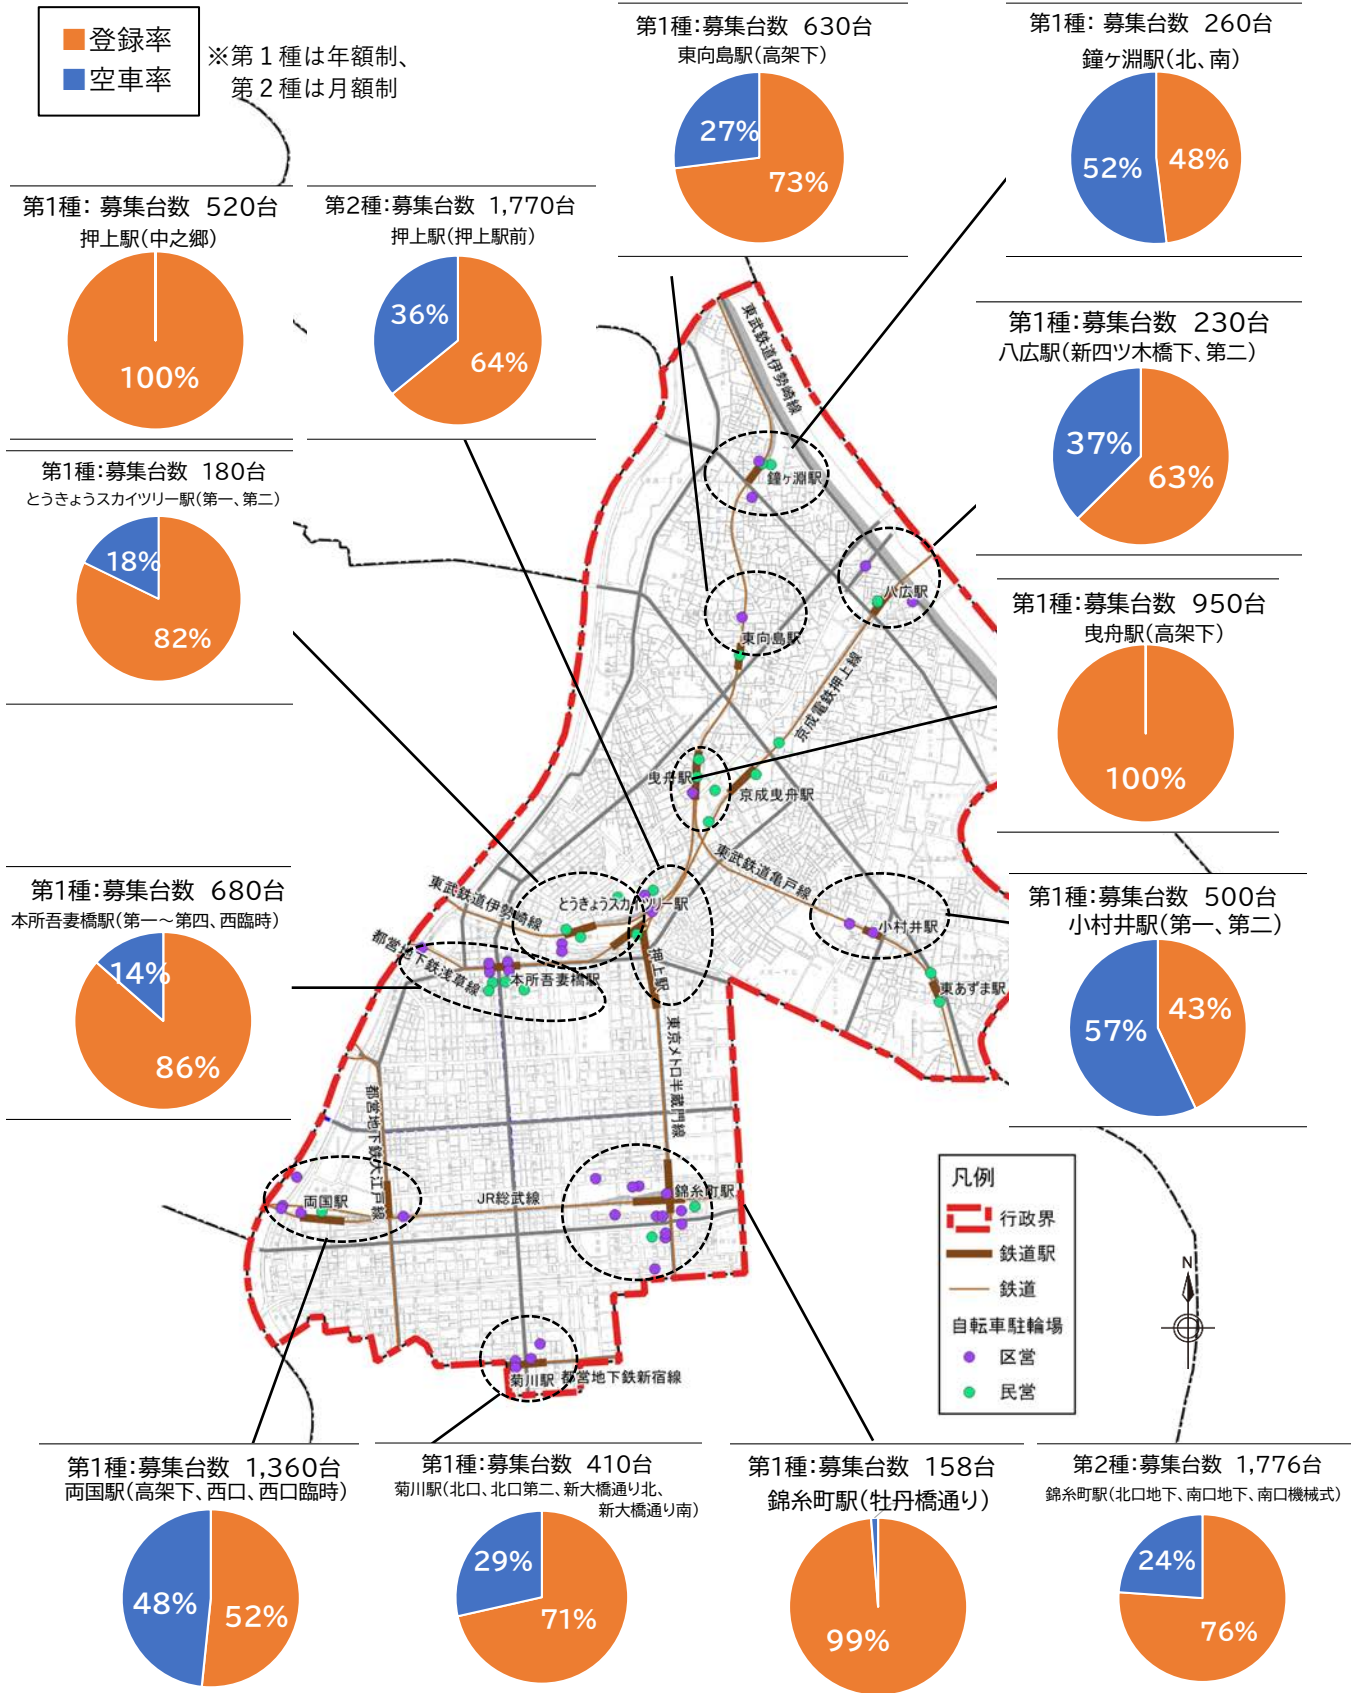 登録率
空車率
※第1種は年額制、
第2種は月額制
第1種:募集台数 630台
東向島駅(高架下)
27%
73%
第1種: 募集台数 260台
鐘ヶ淵駅(北、南)
52%
48%
第1種: 募集台数 520台
押上駅(中之郷)
100%
第2種:募集台数 1,770台
押上駅(押上駅前)
36%
64%
第1種:募集台数 230台
八広駅(新四ツ木橋下、第二)
37%
63%
第1種:募集台数 180台
とうきょうスカイツリー駅(第一、第二)
18%
82%
第1種:募集台数 950台
曳舟駅(高架下)
100%
第1種:募集台数 680台
本所吾妻橋駅(第一～第四、西臨時)
14%
86%
第1種:募集台数 500台
小村井駅(第一、第二)
57%
43%
東武鉄道伊勢崎線
鐘ヶ淵駅
八広駅
東向島駅
京成電鉄押上線
曳舟駅
京成曳舟駅
東武鉄道亀戸線
東武鉄道伊勢崎線
とうきょうスカイツリー駅
小村井駅
都営地下鉄浅草線
本所吾妻橋駅
押上駅
東あずま駅
東京メトロ半蔵門線
都営地下鉄大江戸線
両国駅
JR総武線
錦糸町駅
菊川駅
都営地下鉄新宿線
凡例
行政界
鉄道駅
鉄道
自転車駐輪場
区営
民営
N
第1種:募集台数 1,360台
両国駅(高架下、西口、西口臨時)
48%
52%
第1種:募集台数 410台
菊川駅(北口、北口第二、新大橋通り北、
新大橋通り南)
29%
71%
第1種:募集台数 158台
錦糸町駅(牡丹橋通り)
99%
第2種:募集台数 1,776台
錦糸町駅(北口地下、南口地下、南口機械式)
24%
76%